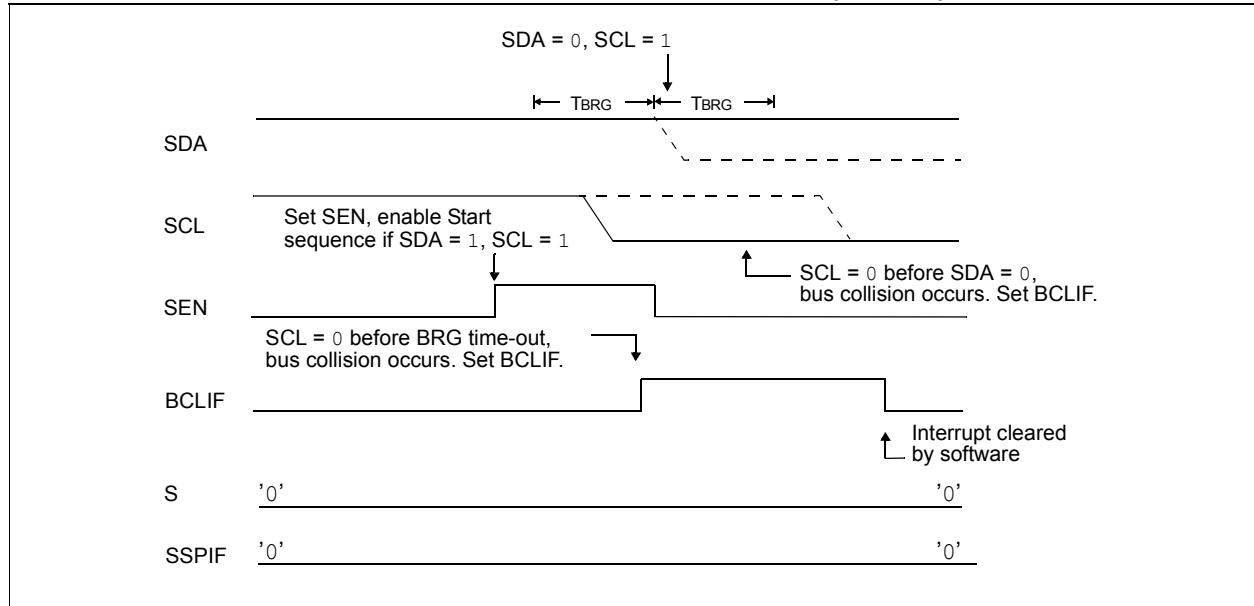 SDA = 0, SCL = 1
TBRG TBRG
SDA
SCL
Set SEN, enable Start
sequence if SDA = 1, SCL = 1
SCL = 0 before SDA = 0,
bus collision occurs. Set BCLIF.
SEN
SCL = 0 before BRG time-out,
bus collision occurs. Set BCLIF.
BCLIF
Interrupt cleared
by software
S '0' '0'
SSPIF '0' '0'